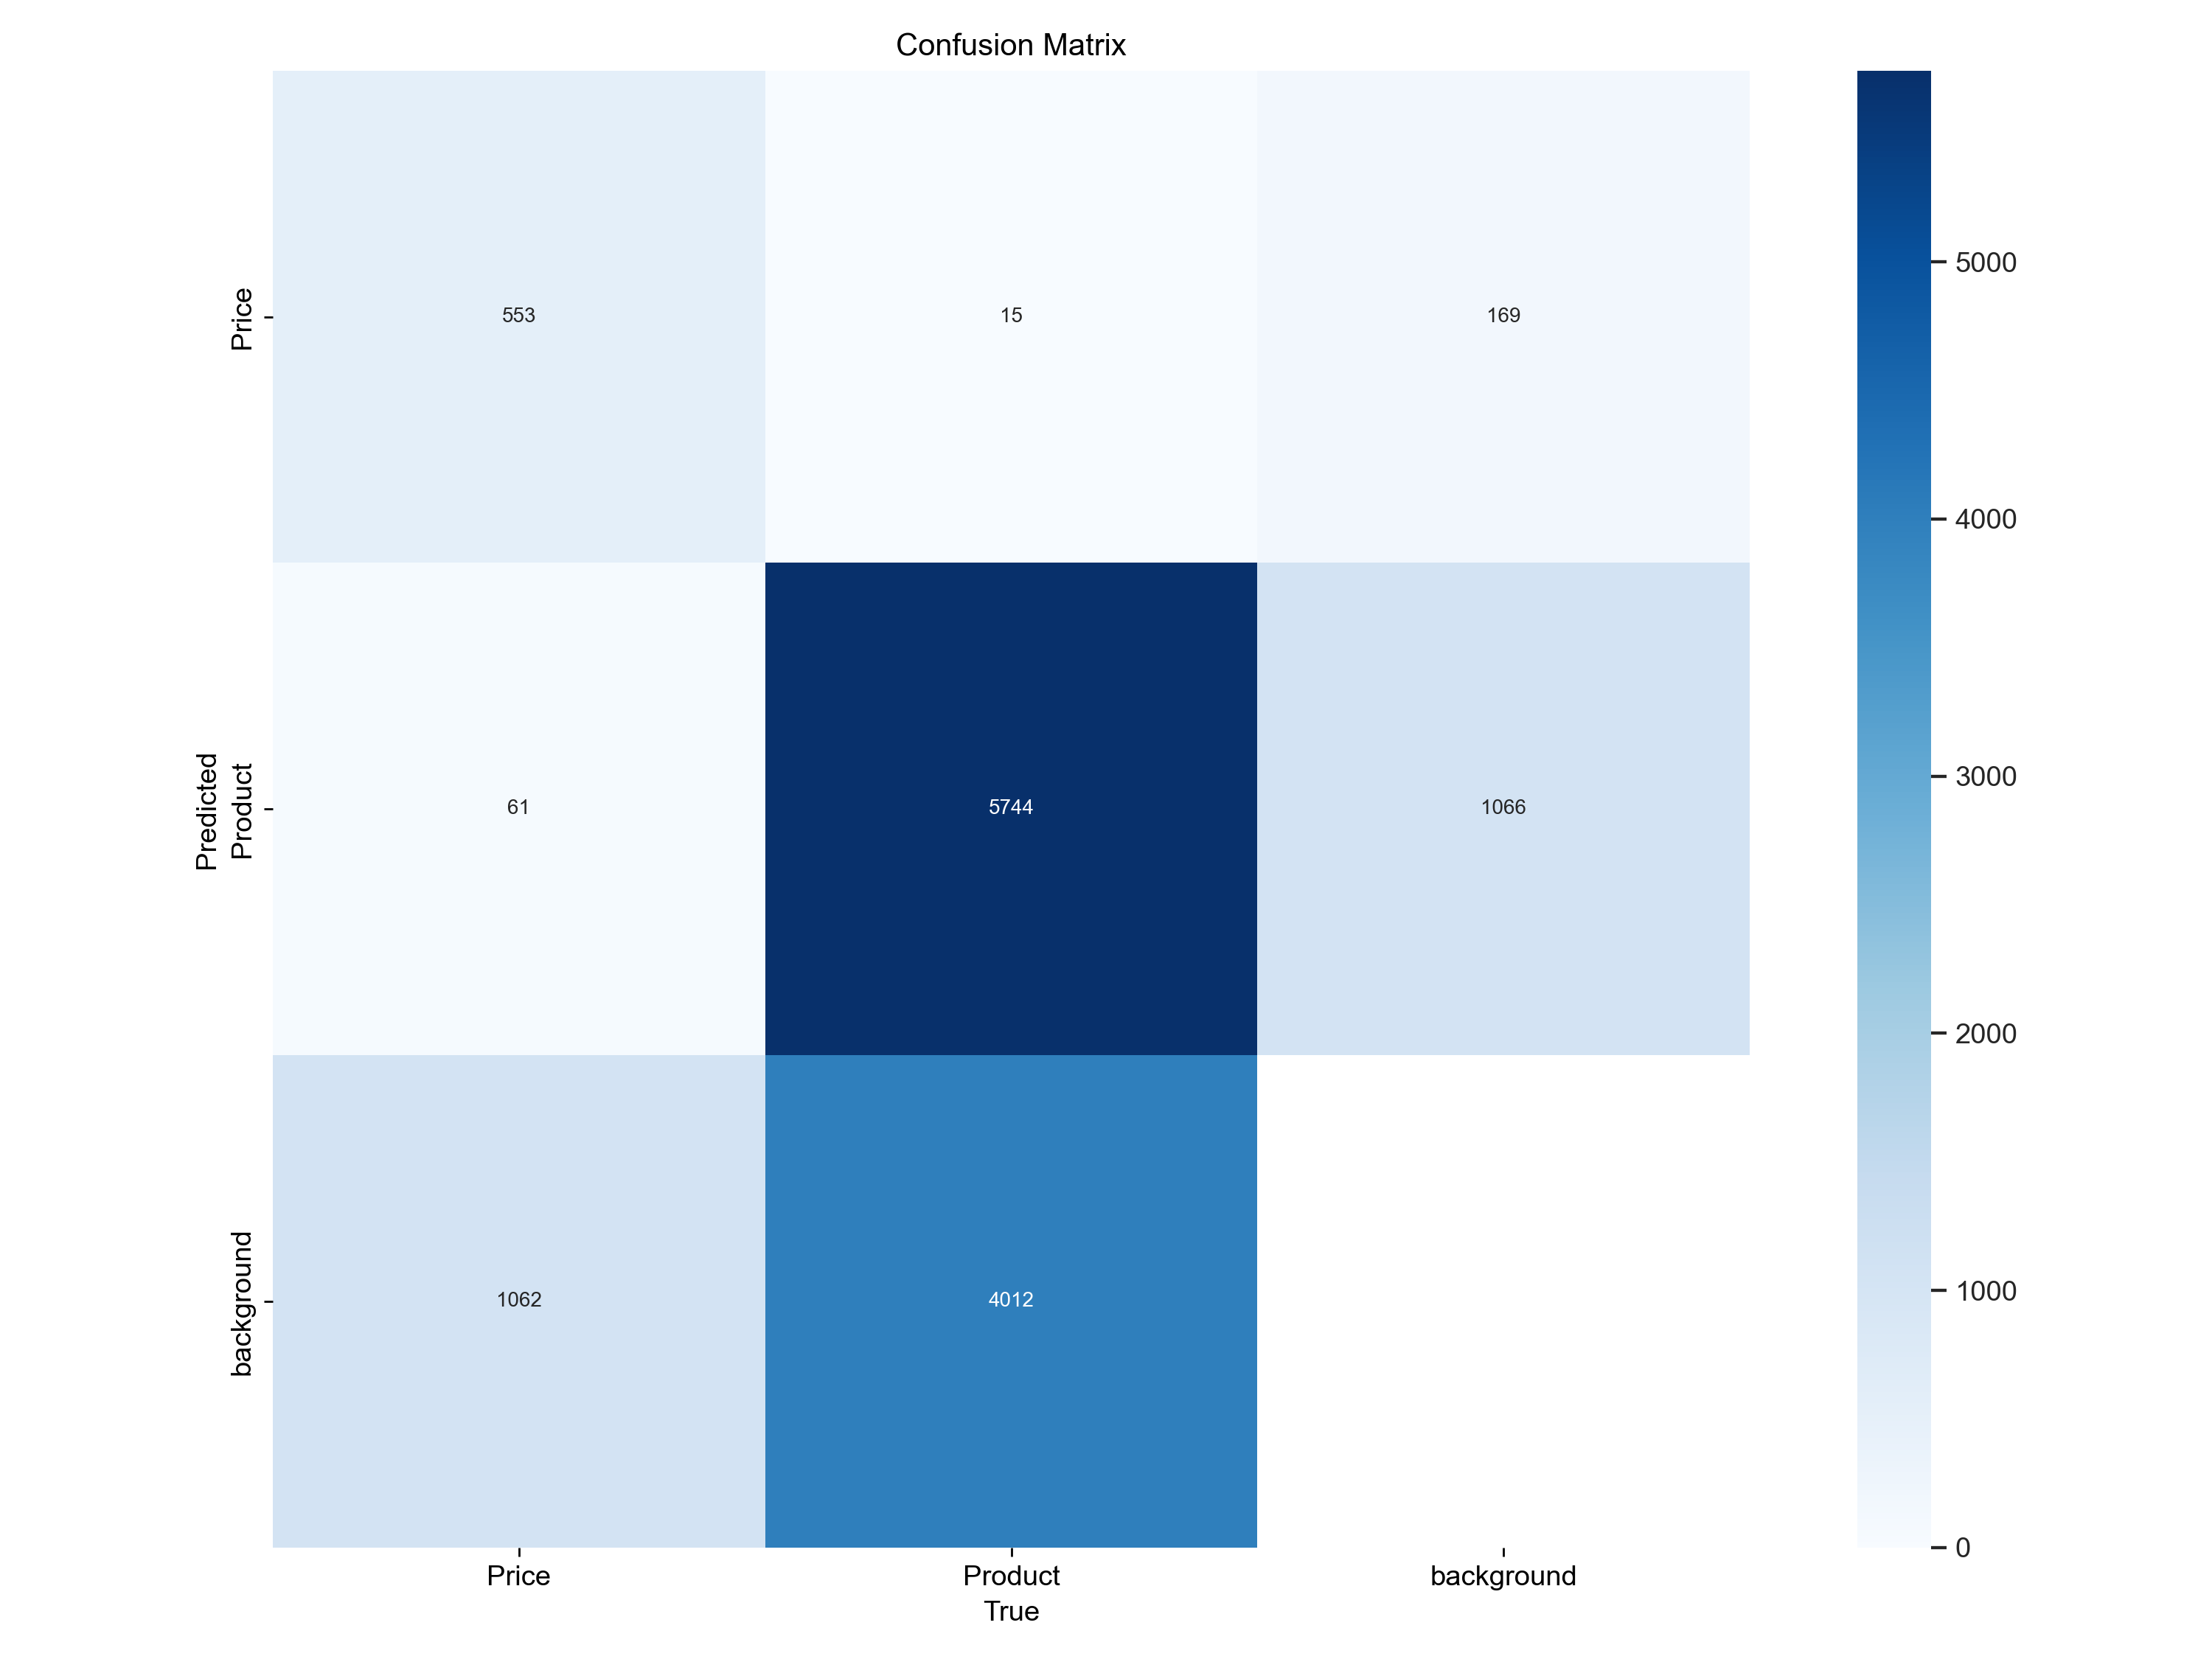 Confusion Matrix
Price
553
15
169
5000
4000
Predicted
Product
61
5744
1066
3000
2000
background
1062
4012
1000
0
Price
Product
background
True